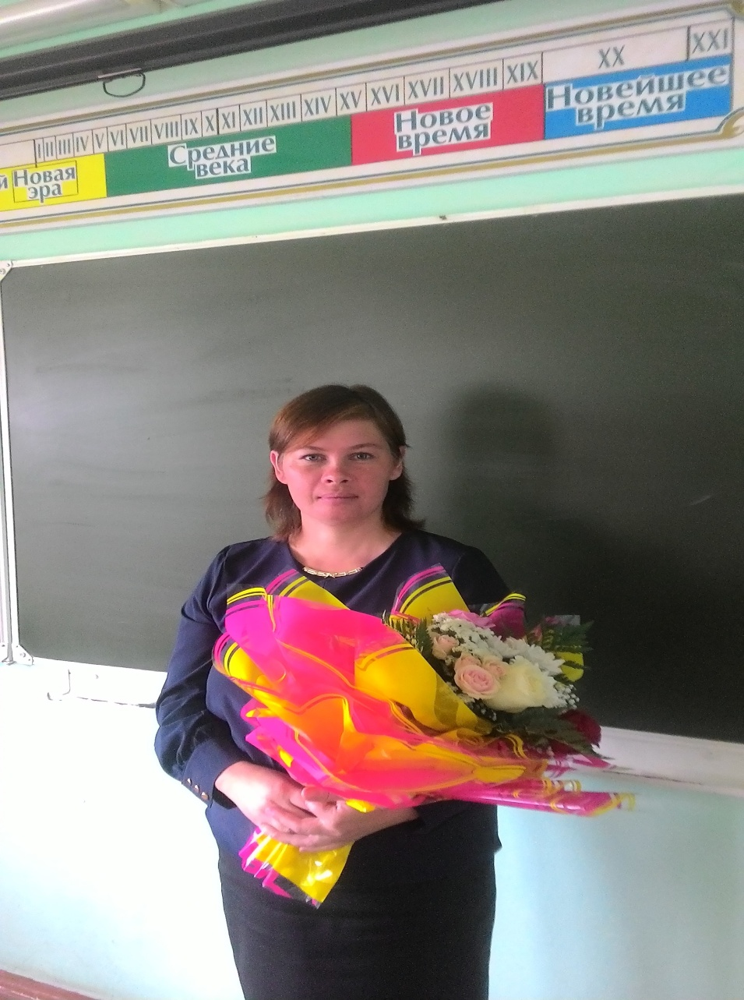 I II III IV V VI VII VIII IX X XI XII XIII XIV XV XVI XVII XVIII XIX XX XXI
Новая
эра
Средние
века
Новое
время
Новейшее
время